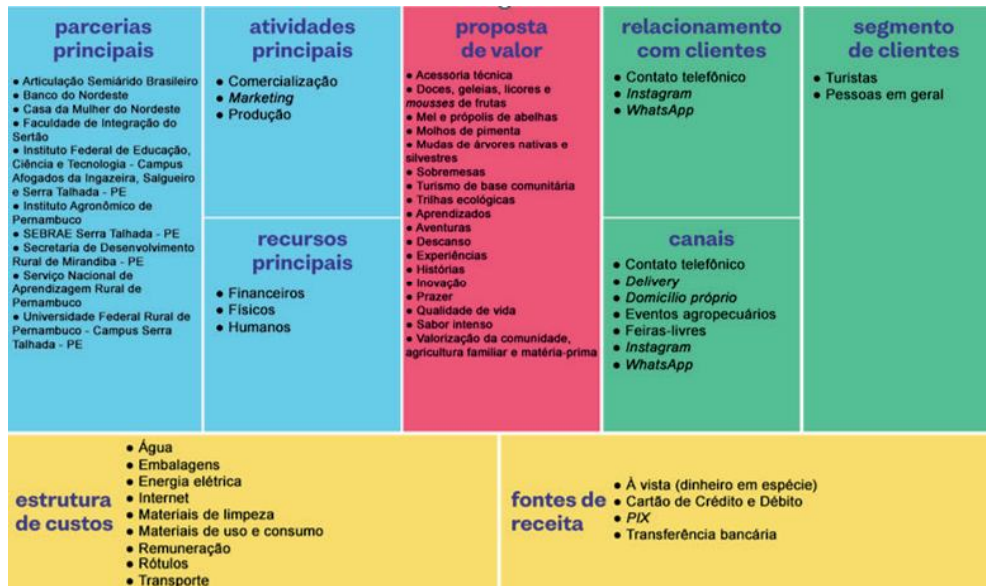 parcerias
principais
● Articulação Semiárido Brasileiro
● Banco do Nordeste
● Casa da Mulher do Nordeste
● Faculdade de Integração do
Sertão
● Instituto Federal de Educação,
Ciência e Tecnologia - Campus
Afogados da Ingazeira, Salgueiro
e Serra Talhada - PE
● Instituto Agronômico de
Pernambuco
● SEBRAE Serra Talhada - PE
● Secretaria de Desenvolvimento
Rural de Mirandiba - PE
● Serviço Nacional de
Aprendizagem Rural de
Pernambuco
● Universidade Federal Rural de
Pernambuco - Campus Serra
Talhada - PE
atividades
principais
● Comercialização
● Marketing
● Produção
recursos
principais
● Financeiros
● Físicos
● Humanos
proposta
de valor
● Acessória técnica
● Doces, geleias, licores e
mousses de frutas
● Mel e própolis de abelhas
● Molhos de pimenta
● Mudas de árvores nativas e
silvestres
● Sobremesas
● Turismo de base comunitária
● Trilhas ecológicas
● Aprendizados
● Aventuras
● Descanso
● Experiências
● Histórias
● Inovação
● Prazer
● Qualidade de vida
● Sabor intenso
● Valorização da comunidade,
agricultura familiar e matéria-prima
relacionamento
com clientes
● Contato telefônico
● Instagram
● WhatsApp
canais
● Contato telefônico
● Delivery
● Domicílio próprio
● Eventos agropecuários
● Feiras-livres
● Instagram
● WhatsApp
segmento
de clientes
● Turistas
● Pessoas em geral
estrutura
de custos
● Água
● Embalagens
● Energia elétrica
● Internet
● Materiais de limpeza
● Materiais de uso e consumo
● Remuneração
● Rótulos
● Transporte
fontes de
receita
● À vista (dinheiro em espécie)
● Cartão de Crédito e Débito
● PIX
● Transferência bancária